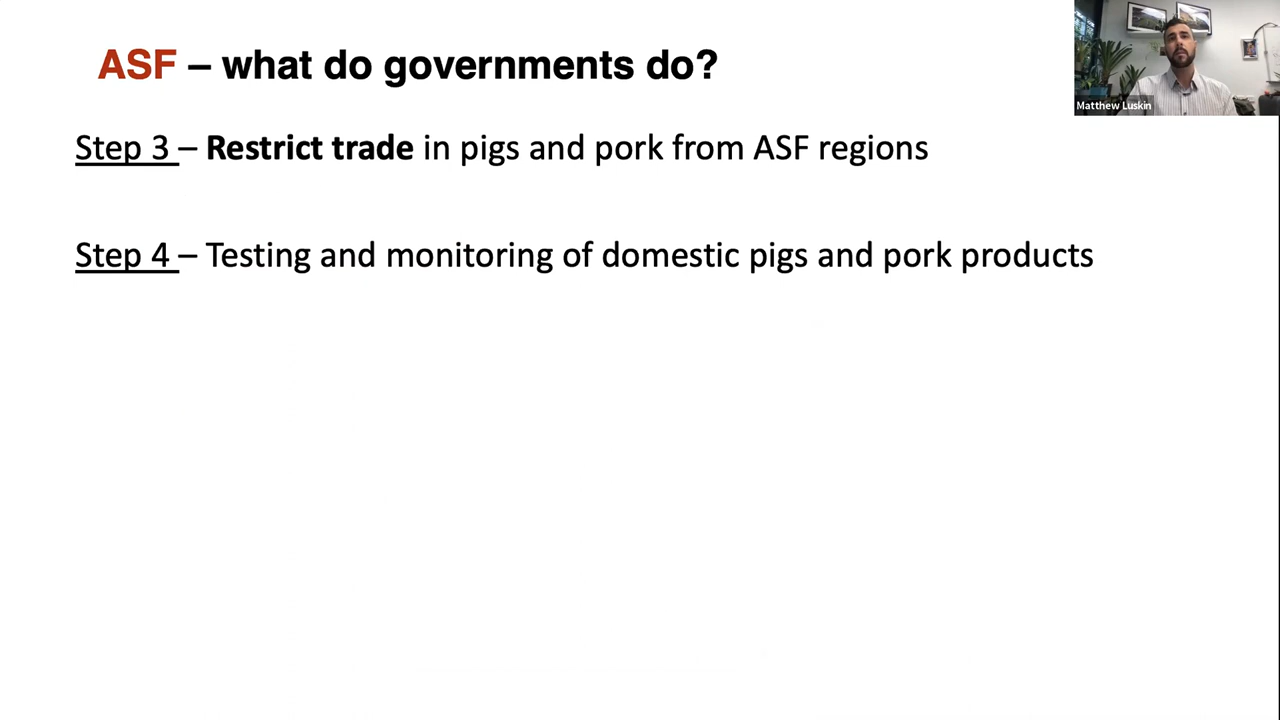 ASF – what do governments do?
Matthew Luskin
Step 3 – Restrict trade in pigs and pork from ASF regions
Step 4 – Testing and monitoring of domestic pigs and pork products